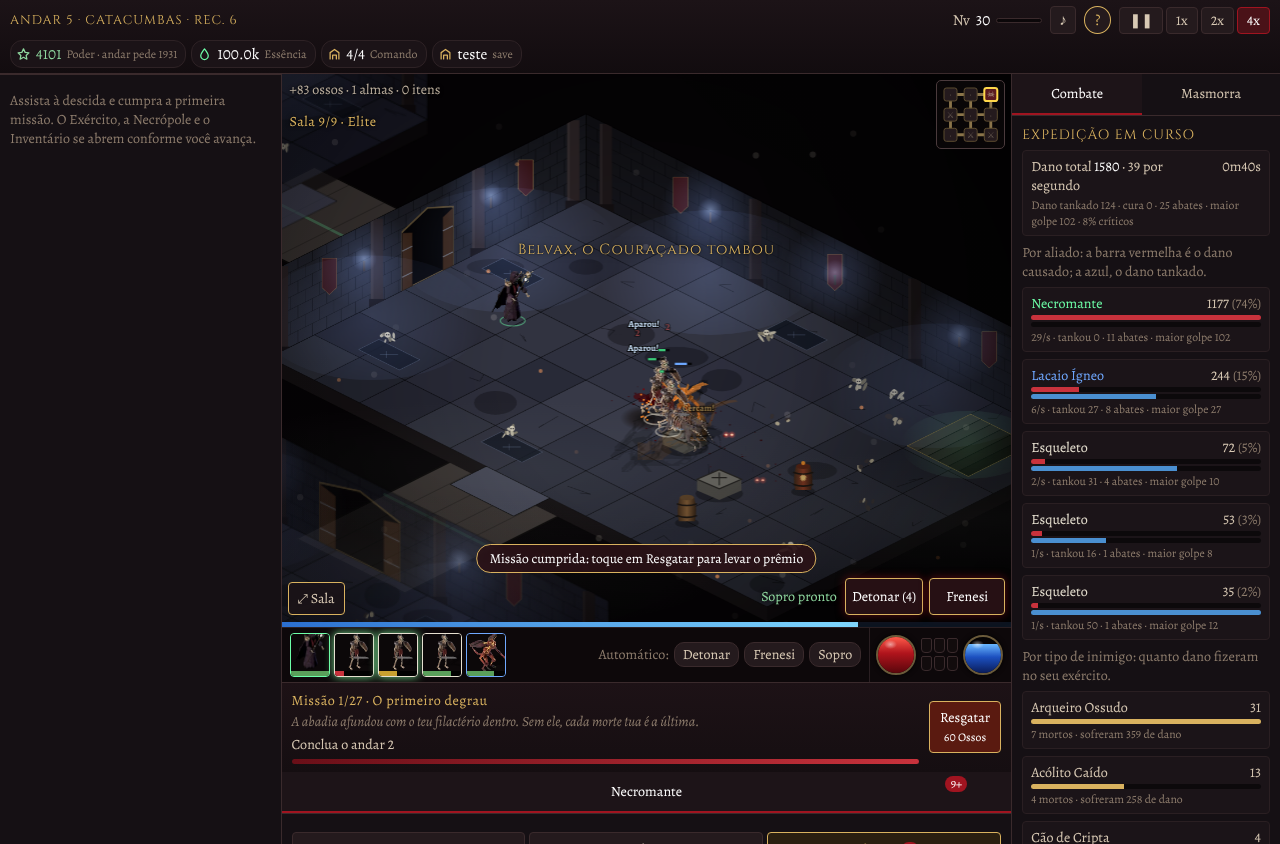 ANDAR 5 · CATACUMBAS · REC. 6
Nv 30
?
1x
2x
4x
4101 Poder · andar pede 1931
100.0k Essência
4/4 Comando
teste save
Assista à descida e cumpra a primeira
missão. O Exército, a Necrópole e o
Inventário se abrem conforme você avança.
+83 ossos · 1 almas · 0 itens
Sala 9/9 · Elite
BELVAX, O COURAÇADO TOMBOU
Aparou!
Aparou!
Missão cumprida: toque em Resgatar para levar o prêmio
Sala
Sopro pronto
Detonar (4)
Frenesi
Automático:
Detonar
Frenesi
Sopro
Missão 1/27 · O primeiro degrau
A abadia afundou com o teu filactério dentro. Sem ele, cada morte tua é a última.
Conclua o andar 2
Resgatar
60 Ossos
Necromante
9+
Combate
Masmorra
EXPEDIÇÃO EM CURSO
Dano total 1580 · 39 por
segundo
0m40s
Dano tankado 124 · cura 0 · 25 abates · maior
golpe 102 · 8% críticos
Por aliado: a barra vermelha é o dano
causado; a azul, o dano tankado.
Necromante 1177 (74%)
29/s · tankou 0 · 11 abates · maior golpe 102
Lacaio Ígneo 244 (15%)
6/s · tankou 27 · 8 abates · maior golpe 27
Esqueleto 72 (5%)
2/s · tankou 31 · 4 abates · maior golpe 10
Esqueleto 53 (3%)
1/s · tankou 16 · 1 abates · maior golpe 8
Esqueleto 35 (2%)
1/s · tankou 50 · 1 abates · maior golpe 12
Por tipo de inimigo: quanto dano fizeram
no seu exército.
Arqueiro Ossudo 31
7 mortos · sofreram 359 de dano
Acólito Caído 13
4 mortos · sofreram 258 de dano
Cão de Cripta 4